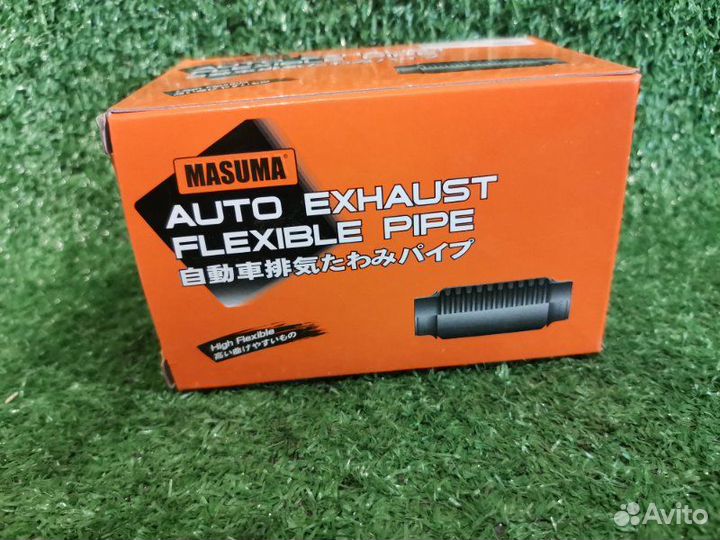 MASUMA®
AUTO EXHAUST
FLEXIBLE PIPE
自動車排気たわみパイプ
High Flexible
高い曲げやすいもの
Avito